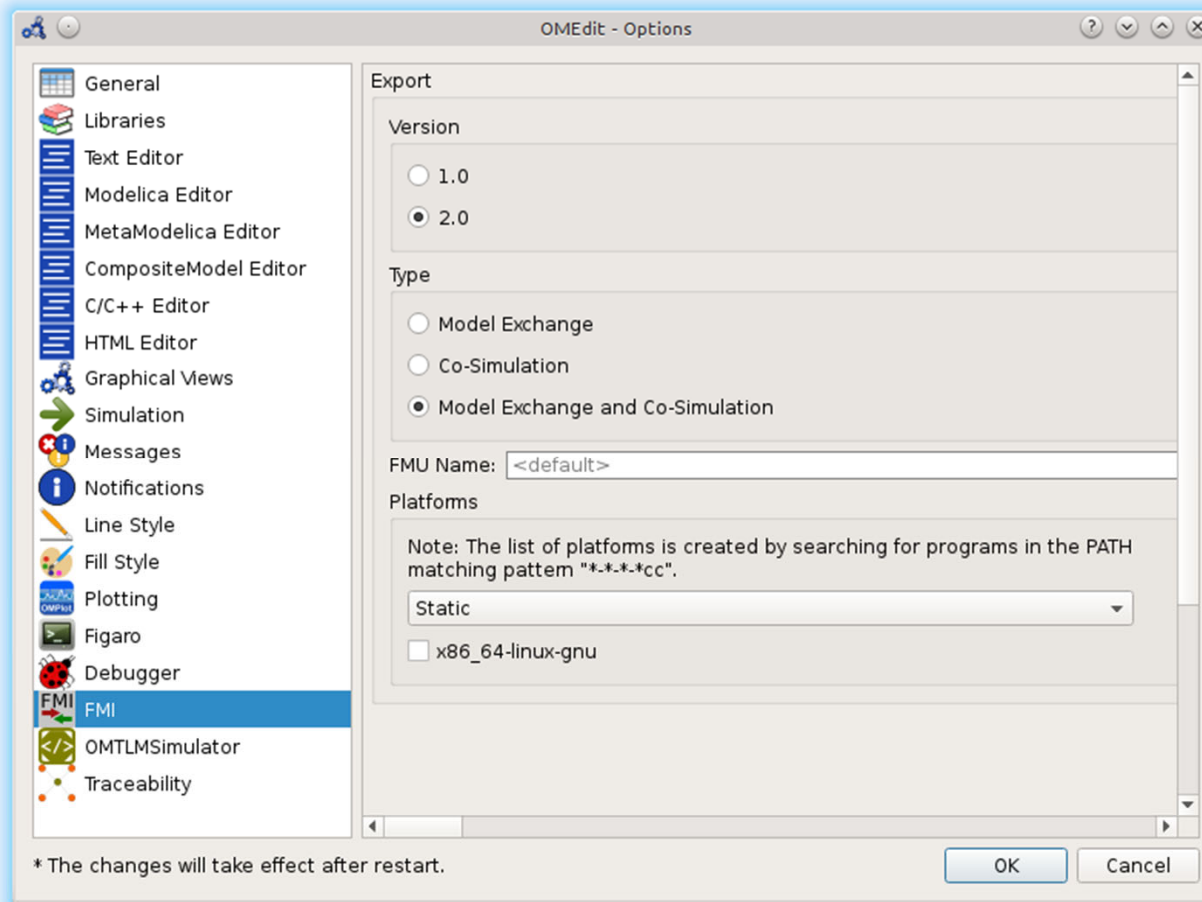 OMEdit - Options
General
Libraries
Text Editor
Modelica Editor
MetaModelica Editor
CompositeModel Editor
C/C++ Editor
HTML Editor
Graphical Views
Simulation
Messages
Notifications
Line Style
Fill Style
OMPlot
Plotting
Figaro
Debugger
FMI
FMI
OMTLMSimulator
Traceability
Export
Version
1.0
2.0
Type
Model Exchange
Co-Simulation
Model Exchange and Co-Simulation
FMU Name: <default>
Platforms
Note: The list of platforms is created by searching for programs in the PATH
matching pattern "*-*-*-*cc".
Static
x86_64-linux-gnu
* The changes will take effect after restart.
OK
Cancel